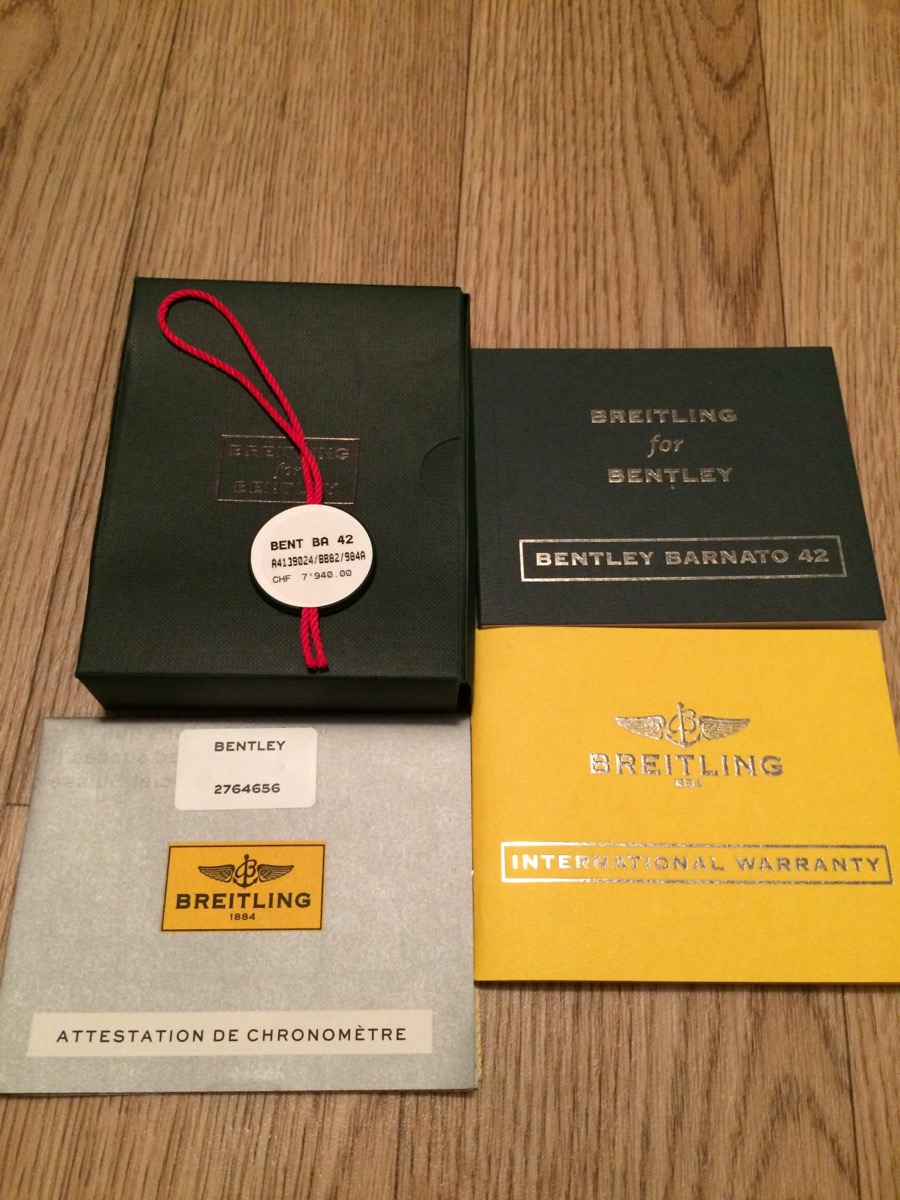 BREITLING
for
BENTLEY
BENT BA 42
A4139024/BB82/984A
CHF 7'940.00
BREITLING
for
BENTLEY
BENTLEY BARNATO 42
BENTLEY
2764656
BREITLING
1884
ATTESTATION DE CHRONOMÈTRE
BREITLING
1884
INTERNATIONAL WARRANTY